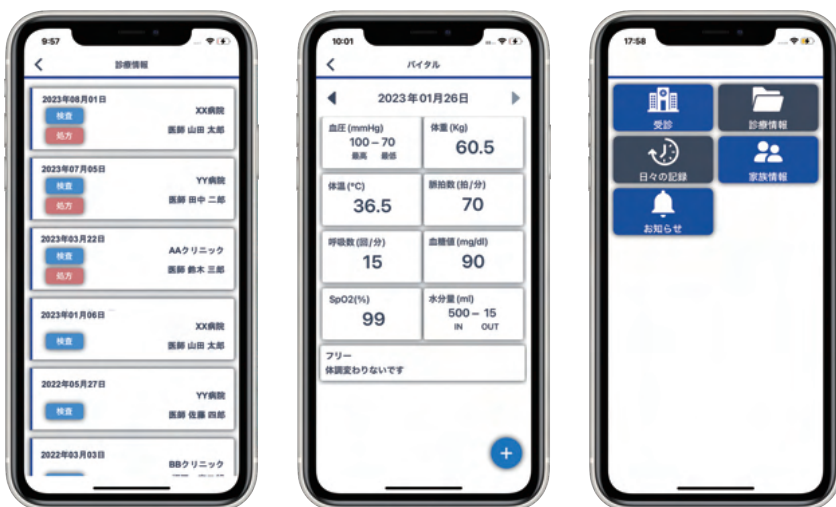 9:57
診療情報
2023年08月01日
検査
XX病院
処方
医師 山田 太郎
2023年07月05日
検査
YY病院
処方
医師 田中 二郎
2023年03月22日
検査
AAクリニック
処方
医師 鈴木 三郎
2023年01月06日
XX病院
検査
医師 山田 太郎
2022年05月27日
YY病院
検査
医師 佐藤 四郎
2022年03月03日
BBクリニック
10:01
バイタル
2023年01月26日
血圧 (mmHg)
100 – 70
最高 最低
体重 (Kg)
60.5
体温 (°C)
36.5
脈拍数 (拍/分)
70
呼吸数 (回/分)
15
血糖値 (mg/dl)
90
SpO2(%)
99
水分量 (ml)
500 – 15
IN OUT
フリー
体調変わりないです
+
17:58
受診
診療情報
日々の記録
家族情報
お知らせ